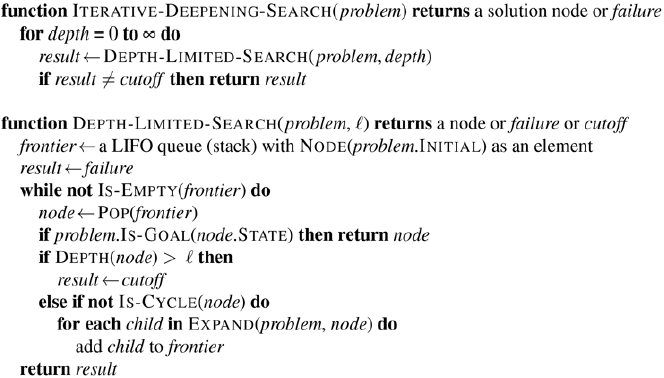 function ITERATIVE-DEEPENING-SEARCH(problem) returns a solution node or failure
for depth = 0 to ∞ do
result ← DEPTH-LIMITED-SEARCH(problem, depth)
if result ≠ cutoff then return result
function DEPTH-LIMITED-SEARCH(problem, ℓ) returns a node or failure or cutoff
frontier ← a LIFO queue (stack) with NODE(problem.INITIAL) as an element
result ← failure
while not IS-EMPTY(frontier) do
node ← POP(frontier)
if problem.IS-GOAL(node.STATE) then return node
if DEPTH(node) > ℓ then
result ← cutoff
else if not IS-CYCLE(node) do
for each child in EXPAND(problem, node) do
add child to frontier
return result